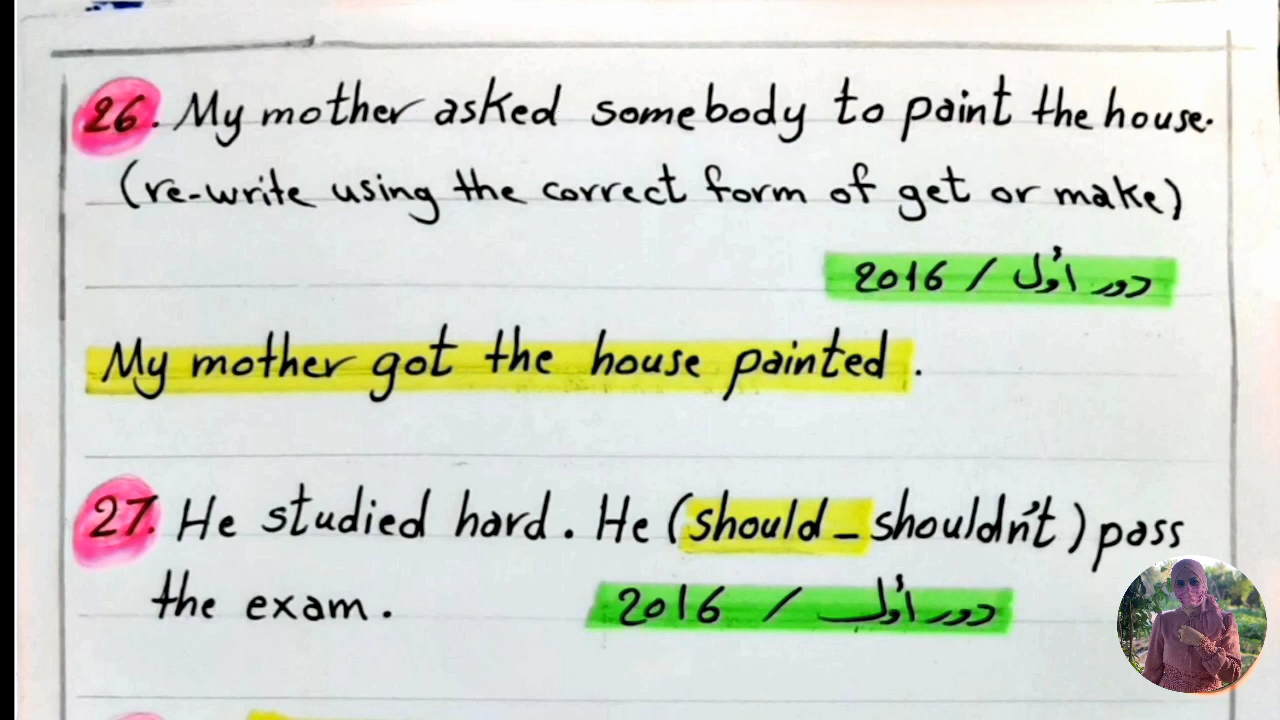 26. My mother asked somebody to paint the house.
(re-write using the correct form of get or make)
2016 / دور أول
My mother got the house painted.
27. He studied hard. He (should _ shouldn't) pass
the exam.
2016 / دور أول